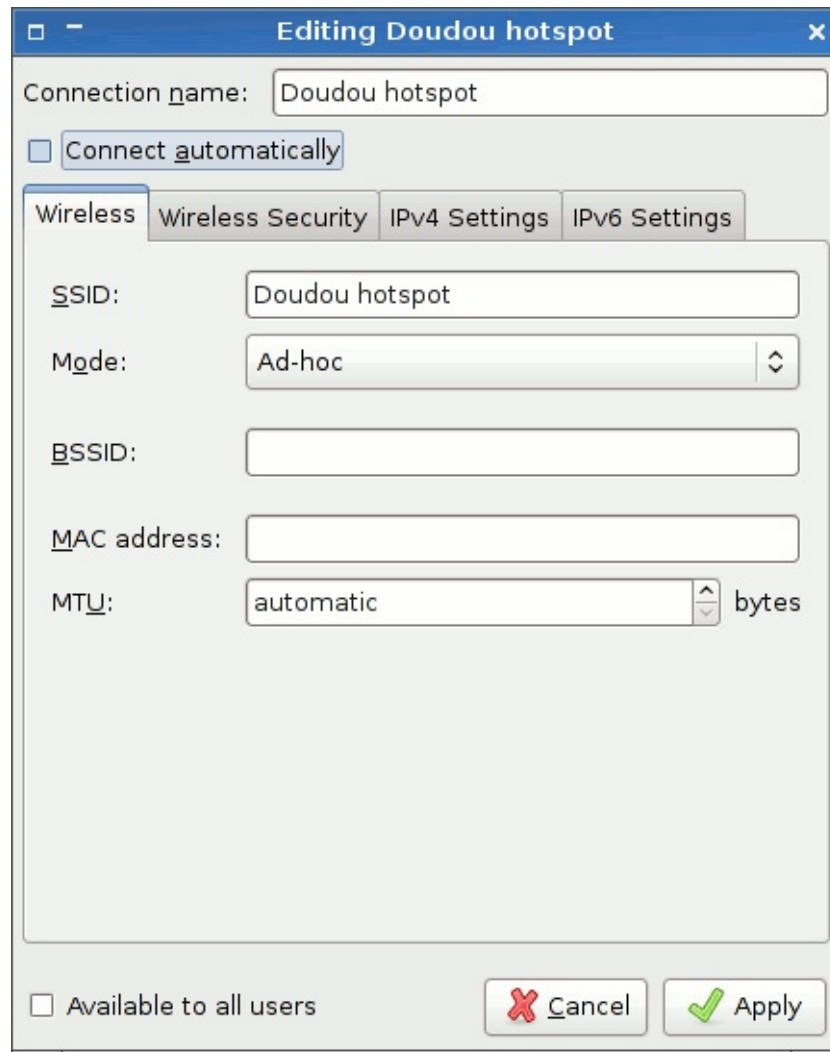 Editing Doudou hotspot
Connection name: Doudou hotspot
Connect automatically
Wireless Wireless Security IPv4 Settings IPv6 Settings
SSID: Doudou hotspot
Mode: Ad-hoc
BSSID:
MAC address:
MTU: automatic bytes
Available to all users Cancel Apply